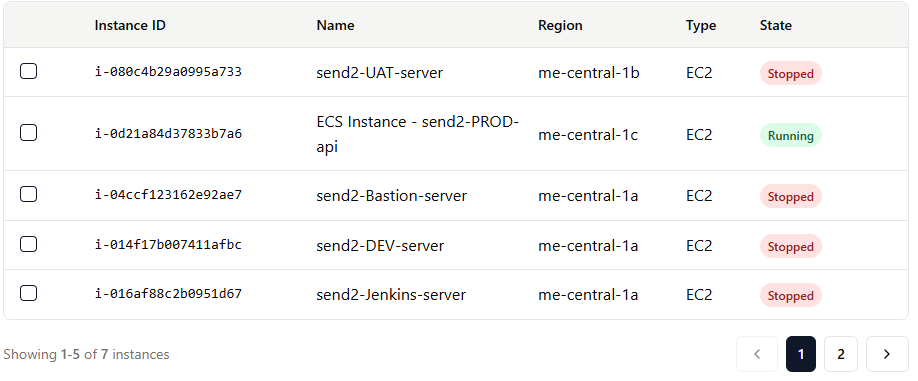 Instance ID Name Region Type State
i-080c4b29a0995a733 send2-UAT-server me-central-1b EC2 Stopped
i-0d21a84d37833b7a6 ECS Instance - send2-PROD-api me-central-1c EC2 Running
i-04ccf123162e92ae7 send2-Bastion-server me-central-1a EC2 Stopped
i-014f17b007411afbc send2-DEV-server me-central-1a EC2 Stopped
i-016af88c2b0951d67 send2-Jenkins-server me-central-1a EC2 Stopped
Showing 1-5 of 7 instances < 1 2 >